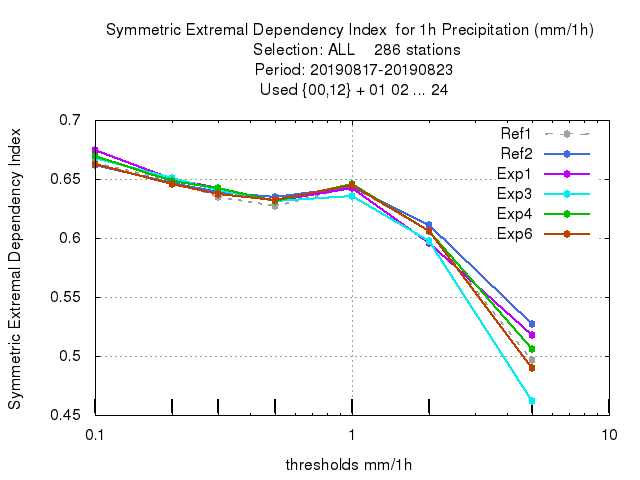 Symmetric Extremal Dependency Index  for 1h Precipitation (mm/1h)
Selection: ALL    286 stations
Period: 20190817-20190823
Used {00,12} + 01 02 ... 24
Symmetric Extremal Dependency Index
0.7
0.65
0.6
0.55
0.5
0.45
Ref1
Ref2
Exp1
Exp3
Exp4
Exp6
0.1
1
10
thresholds mm/1h